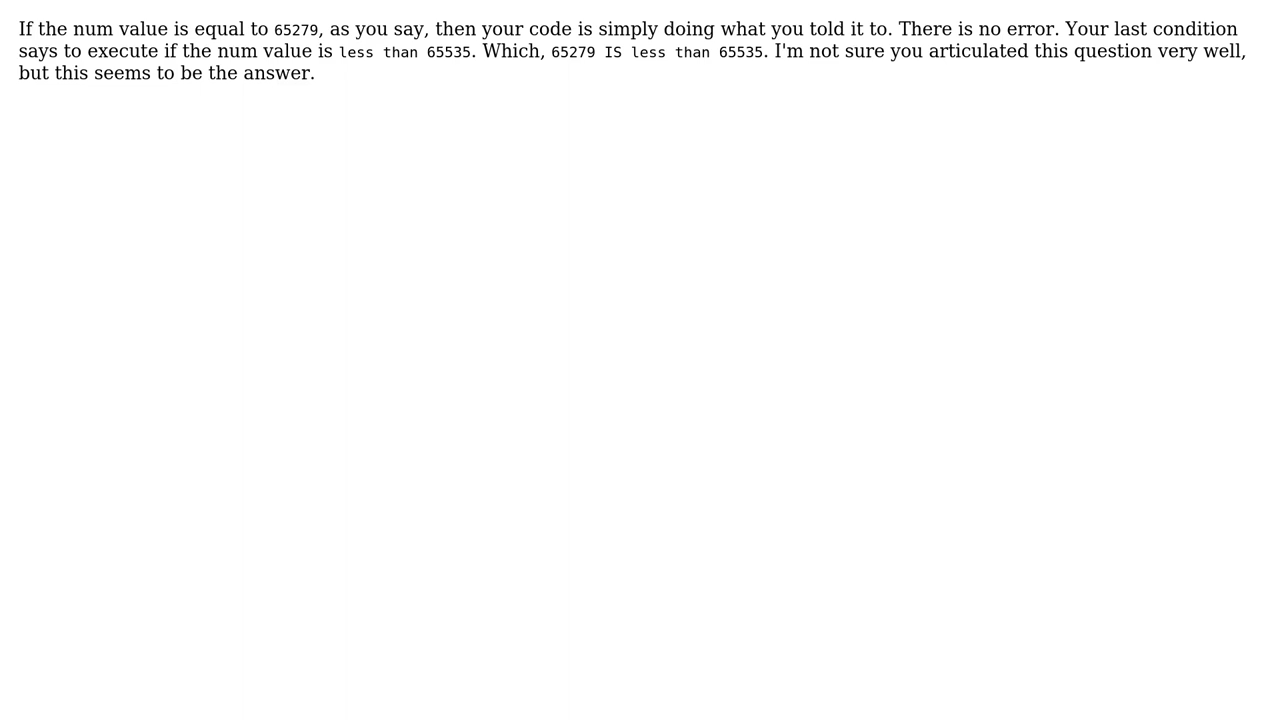 If the num value is equal to 65279, as you say, then your code is simply doing what you told it to. There is no error. Your last condition
says to execute if the num value is less than 65535. Which, 65279 IS less than 65535. I'm not sure you articulated this question very well,
but this seems to be the answer.